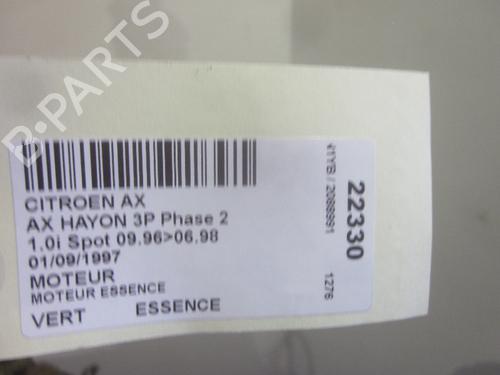 CITROEN AX
AX HAYON 3P Phase 2
1.0i Spot 09.96>06.98
01/09/1997
MOTEUR
MOTEUR ESSENCE
VERT ESSENCE
22330
1276
B-PARTS